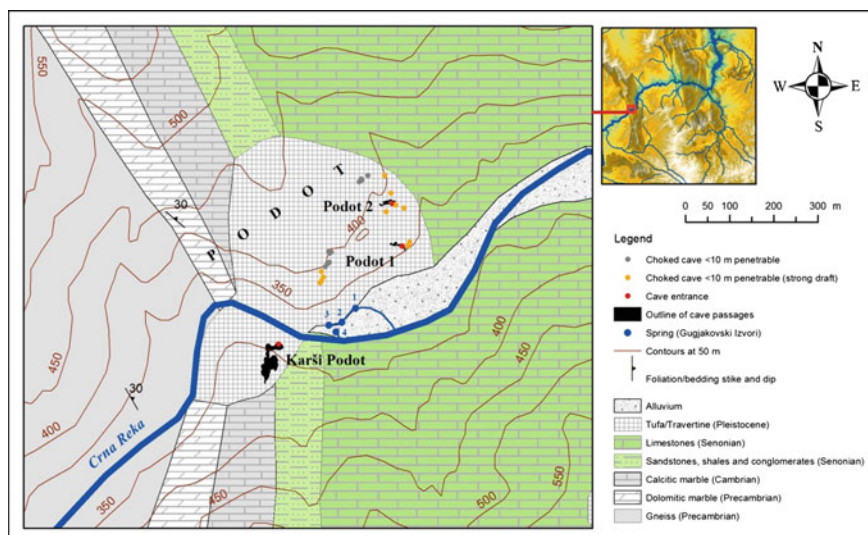 550
500
30
P O D O T
Podot 2
400
Podot 1
350
1
2
3
4
Karši Podot
450
30
400
Crna Reka
350
400
450
450
500
550
N
W E
S
0 50 100 200 300 m
Legend
Choked cave <10 m penetrable
Choked cave <10 m penetrable (strong draft)
Cave entrance
Outline of cave passages
Spring (Gugjakovski Izvori)
Contours at 50 m
Foliation/bedding stike and dip
Alluvium
Tufa/Travertine (Pleistocene)
Limestones (Senonian)
Sandstones, shales and conglomerates (Senonian)
Calcitic marble (Cambrian)
Dolomitic marble (Precambrian)
Gneiss (Precambrian)